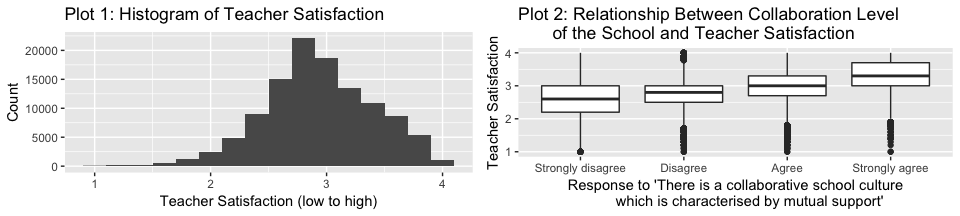 Plot 1: Histogram of Teacher Satisfaction
20000
15000
10000
5000
0
Count
1 2 3 4
Teacher Satisfaction (low to high)
Plot 2: Relationship Between Collaboration Level
of the School and Teacher Satisfaction
4
3
2
1
Teacher Satisfaction
Strongly disagree Disagree Agree Strongly agree
Response to 'There is a collaborative school culture
which is characterised by mutual support'